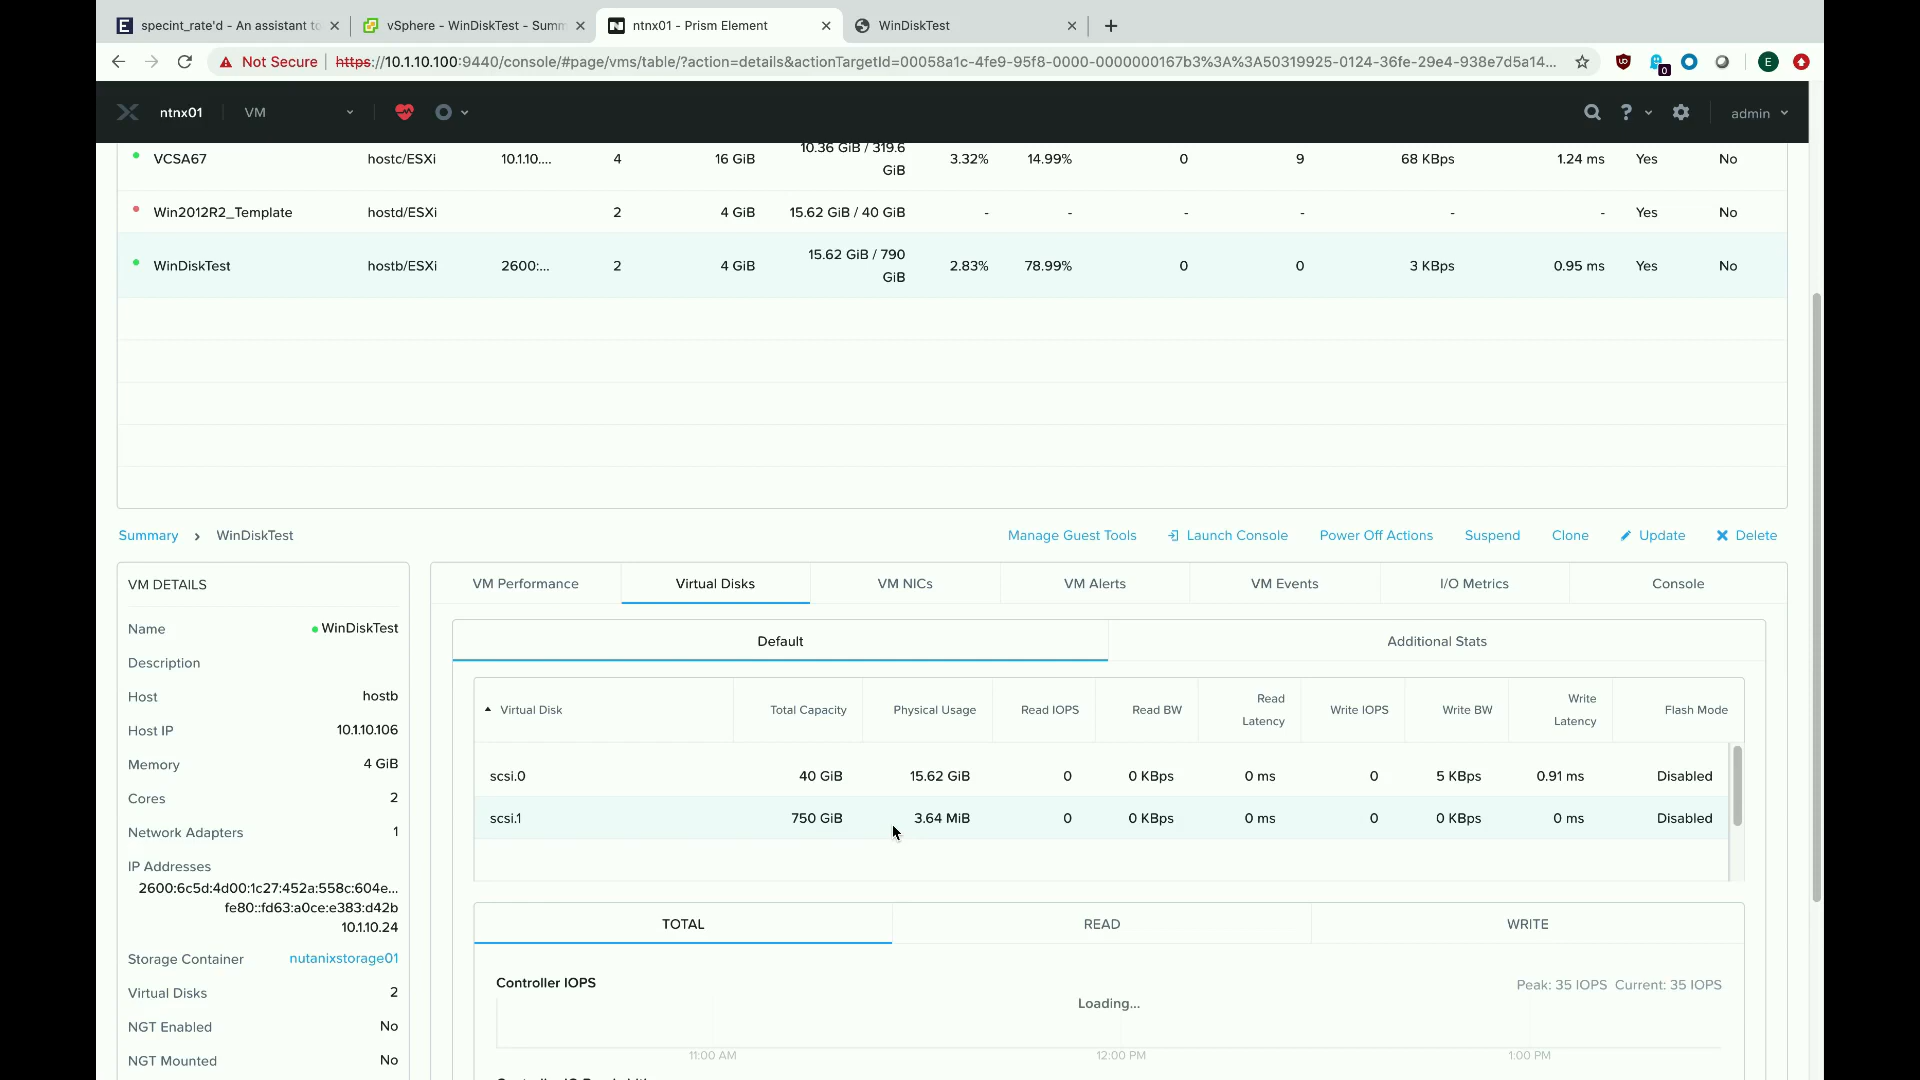 specint_rate'd - An assistant to
vSphere - WinDiskTest - Summ
ntnx01 - Prism Element
WinDiskTest
Not Secure
https://10.1.10.100:9440/console/#page/vms/table/?action=details&actionTargetId=00058a1c-4fe9-95f8-0000-0000000167b3%3A%3A50319925-0124-36fe-29e4-938e7d5a14...
0
E
ntnx01
VM
?
admin
VCSA67 hostc/ESXi 10.1.10.... 4 16 GiB 10.36 GiB / 319.6 GiB 3.32% 14.99% 0 9 68 KBps 1.24 ms Yes No
Win2012R2_Template hostd/ESXi 2 4 GiB 15.62 GiB / 40 GiB - - - - - - Yes No
WinDiskTest hostb/ESXi 2600:... 2 4 GiB 15.62 GiB / 790 GiB 2.83% 78.99% 0 0 3 KBps 0.95 ms Yes No
Summary › WinDiskTest
Manage Guest Tools Launch Console Power Off Actions Suspend Clone Update Delete
VM DETAILS
Name WinDiskTest
Description
Host hostb
Host IP 10.1.10.106
Memory 4 GiB
Cores 2
Network Adapters 1
IP Addresses
2600:6c5d:4d00:1c27:452a:558c:604e...
fe80::fd63:a0ce:e383:d42b
10.1.10.24
Storage Container nutanixstorage01
Virtual Disks 2
NGT Enabled No
NGT Mounted No
VM Performance Virtual Disks VM NICs VM Alerts VM Events I/O Metrics Console
Default Additional Stats
Virtual Disk Total Capacity Physical Usage Read IOPS Read BW Read Latency Write IOPS Write BW Write Latency Flash Mode
scsi.0 40 GiB 15.62 GiB 0 0 KBps 0 ms 0 5 KBps 0.91 ms Disabled
scsi.1 750 GiB 3.64 MiB 0 0 KBps 0 ms 0 0 KBps 0 ms Disabled
TOTAL READ WRITE
Controller IOPS
Peak: 35 IOPS Current: 35 IOPS
Loading...
11:00 AM 12:00 PM 1:00 PM